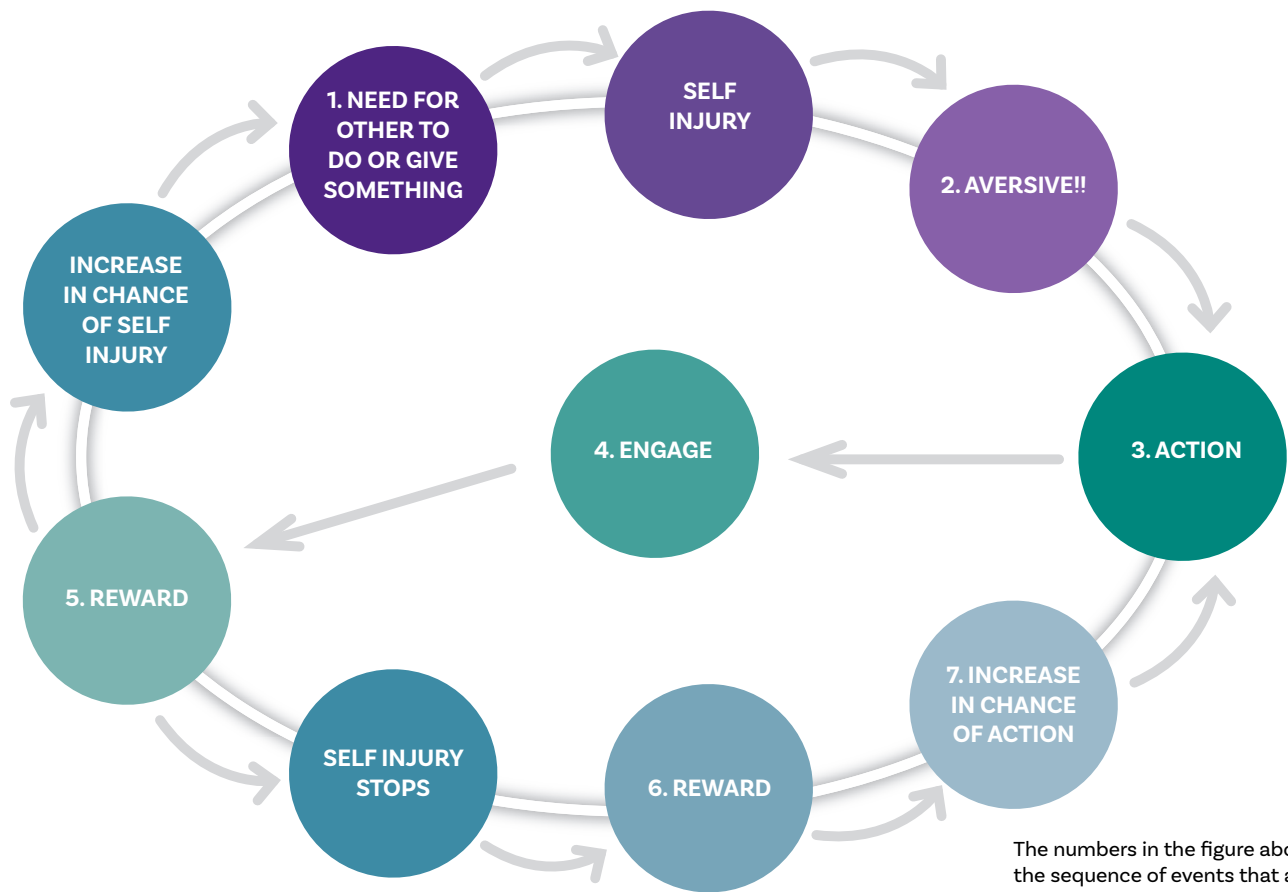 1. NEED FOR
OTHER TO
DO OR GIVE
SOMETHING
SELF
INJURY
2. AVERSIVE!!
3. ACTION
4. ENGAGE
5. REWARD
INCREASE
IN CHANCE
OF SELF
INJURY
SELF INJURY
STOPS
6. REWARD
7. INCREASE
IN CHANCE
OF ACTION
The numbers in the figure
the sequence of events that